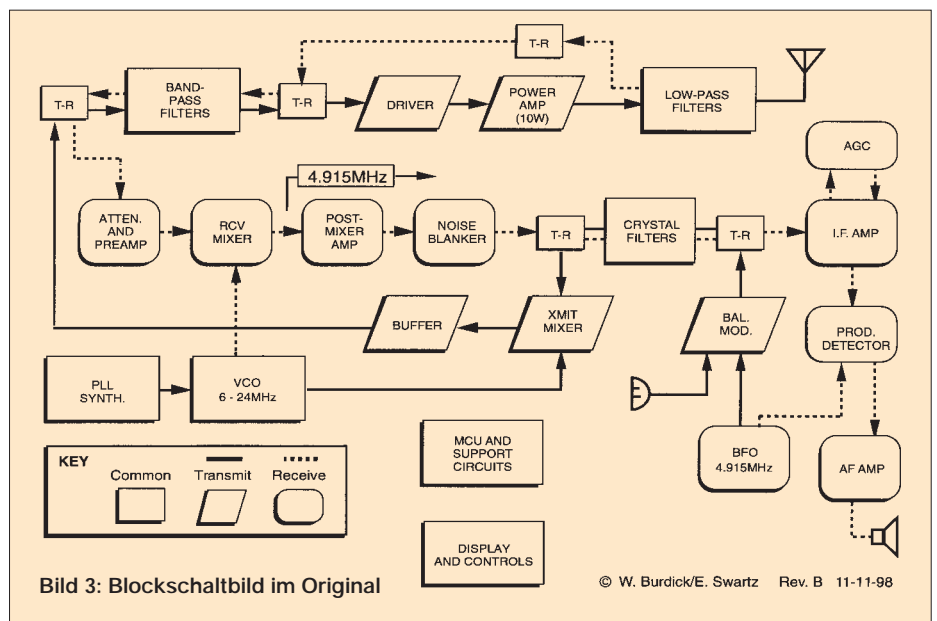 T-R
T-R
BAND-
PASS
FILTERS
T-R
DRIVER
POWER
AMP
(10W)
LOW-PASS
FILTERS
4.915MHz
AGC
ATTEN.
AND
PREAMP
RCV
MIXER
POST-
MIXER
AMP
NOISE
BLANKER
T-R
CRYSTAL
FILTERS
T-R
I.F. AMP
BUFFER
XMIT
MIXER
BAL.
MOD.
PROD.
DETECTOR
PLL
SYNTH.
VCO
6 - 24MHz
MCU AND
SUPPORT
CIRCUITS
BFO
4.915MHz
AF AMP
KEY
Common Transmit Receive
DISPLAY
AND CONTROLS
Bild 3: Blockschaltbild im Original
© W. Burdick/E. Swartz Rev. B 11-11-98